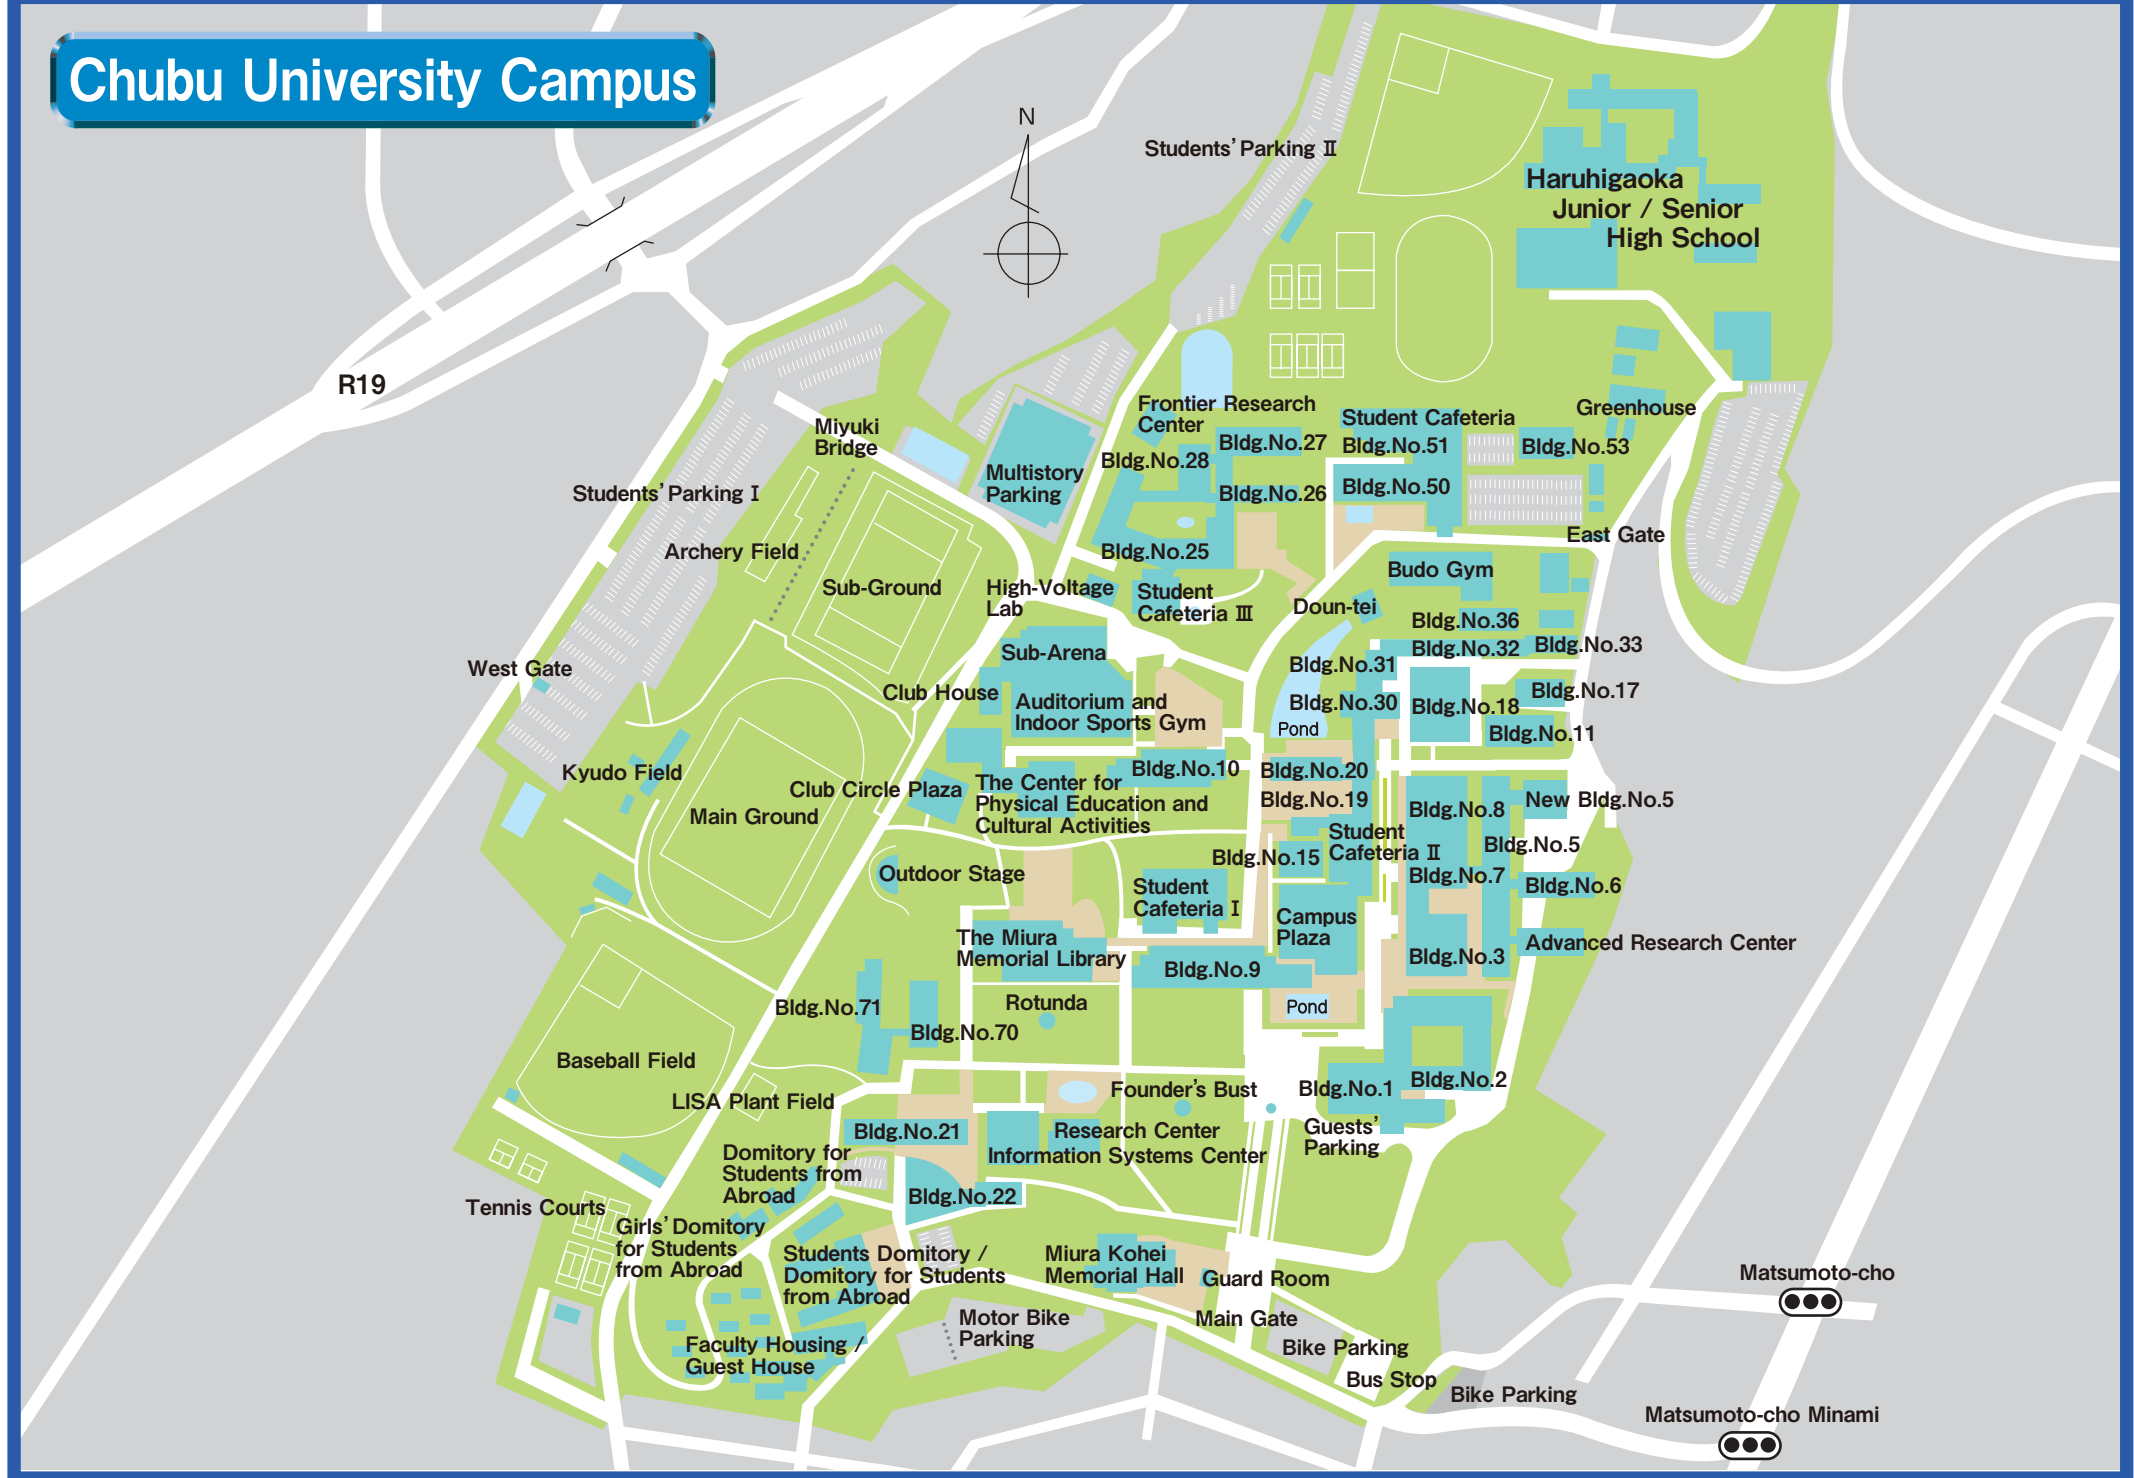 Chubu University Campus
N
Students' Parking Ⅱ
Haruhigaoka
Junior / Senior
High School
R19
Miyuki
Bridge
Frontier Research
Center
Student Cafeteria
Greenhouse
Bldg.No.27
Bldg.No.51
Bldg.No.53
Bldg.No.28
Multistory
Parking
Students' Parking Ⅰ
Bldg.No.26
Bldg.No.50
East Gate
Archery Field
Bldg.No.25
Budo Gym
Sub-Ground
High-Voltage
Lab
Student
Cafeteria Ⅲ
Doun-tei
Bldg.No.36
Bldg.No.32
Bldg.No.33
West Gate
Sub-Arena
Bldg.No.31
Club House
Auditorium and
Indoor Sports Gym
Bldg.No.30
Bldg.No.18
Bldg.No.17
Pond
Bldg.No.11
Kyudo Field
Bldg.No.10
Bldg.No.20
Club Circle Plaza
The Center for
Physical Education and
Cultural Activities
Bldg.No.19
Bldg.No.8
New Bldg.No.5
Main Ground
Student
Cafeteria Ⅱ
Bldg.No.5
Bldg.No.15
Outdoor Stage
Bldg.No.7
Bldg.No.6
Student
Cafeteria Ⅰ
Campus
Plaza
The Miura
Memorial Library
Advanced Research Center
Bldg.No.9
Bldg.No.3
Bldg.No.71
Rotunda
Pond
Bldg.No.70
Baseball Field
Bldg.No.2
Founder's Bust
Bldg.No.1
LISA Plant Field
Bldg.No.21
Research Center
Guests'
Parking
Information Systems Center
Domitory for
Students from
Abroad
Bldg.No.22
Tennis Courts
Girls' Domitory
for Students
from Abroad
Students Domitory /
Domitory for Students
from Abroad
Miura Kohei
Memorial Hall
Guard Room
Matsumoto-cho
Motor Bike
Parking
Main Gate
Faculty Housing /
Guest House
Bike Parking
Bus Stop
Bike Parking
Matsumoto-cho Minami